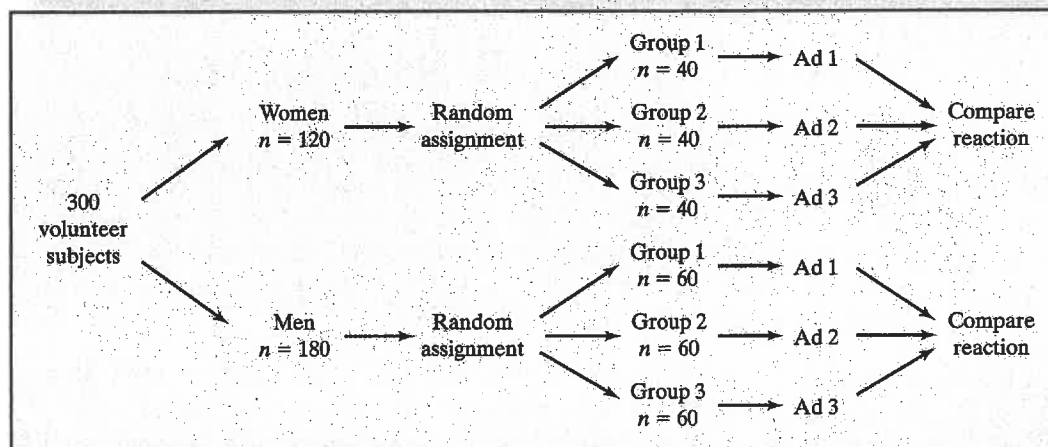 Group 1
n = 40
Ad 1
Women
n = 120
Random
assignment
Group 2
n = 40
Ad 2
Compare
reaction
Group 3
n = 40
Ad 3
300
volunteer
subjects
Group 1
n = 60
Ad 1
Men
n = 180
Random
assignment
Group 2
n = 60
Ad 2
Compare
reaction
Group 3
n = 60
Ad 3